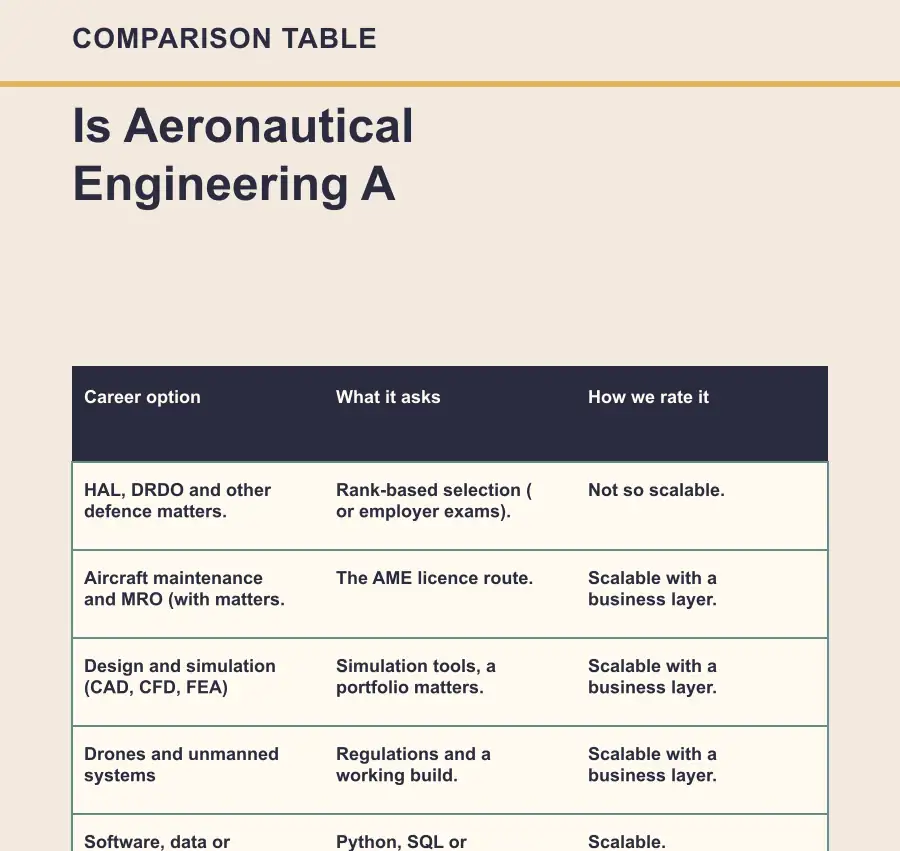 COMPARISON TABLE
Is Aeronautical
Engineering A
Career option
What it asks
How we rate it
HAL, DRDO and other
defence matters.
Rank-based selection (
or employer exams).
Not so scalable.
Aircraft maintenance
and MRO (with matters.
The AME licence route.
Scalable with a
business layer.
Design and simulation
(CAD, CFD, FEA)
Simulation tools, a
portfolio matters.
Scalable with a
business layer.
Drones and unmanned
systems
Regulations and a
working build.
Scalable with a
business layer.
Software, data or
Python, SQL or
Scalable.